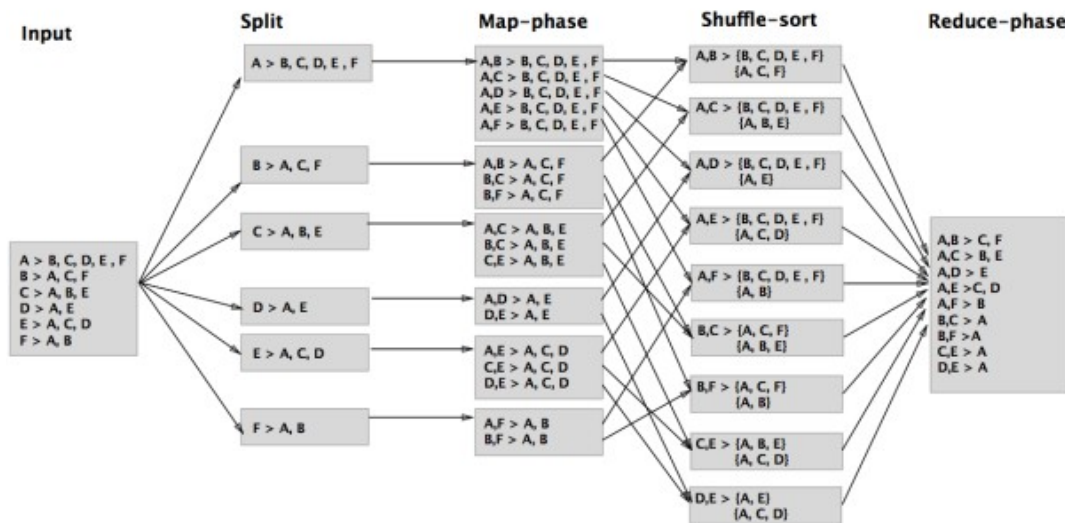 Input
Split
Map-phase
Shuffle-sort
Reduce-phase
A > B, C, D, E , F
B > A, C, F
C > A, B, E
D > A, E
E > A, C, D
F > A, B
A > B, C, D, E , F
B > A, C, F
C > A, B, E
D > A, E
E > A, C, D
F > A, B
A,B > B, C, D, E , F
A,C > B, C, D, E, F
A,D > B, C, D, E, F
A,E > B, C, D, E, F
A,F > B, C, D, E, F
A,B > A, C, F
B,C > A, C, F
B,F > A, C, F
A,C > A, B, E
B,C > A, B, E
C,E > A, B, E
A,D > A, E
D,E > A, E
A,E > A, C, D
C,E > A, C, D
D,E > A, C, D
A,F > A, B
B,F > A, B
A,B > {B, C, D, E , F}
{A, C, F}
A,C > {B, C, D, E, F}
{A, B, E}
A,D > {B, C, D, E, F}
{A, E}
A,E > {B, C, D, E, F}
{A, C, D}
A,F > {B, C, D, E, F}
{A, B}
B,C > {A, C, F}
{A, B, E}
B,F > {A, C, F}
{A, B}
C,E > {A, B, E}
{A, C, D}
D,E > {A, E}
{A, C, D}
A,B > C, F
A,C > B, E
A,D > E
A,E >C, D
A,F > B
B,C > A
B,F >A
C,E > A
D,E > A